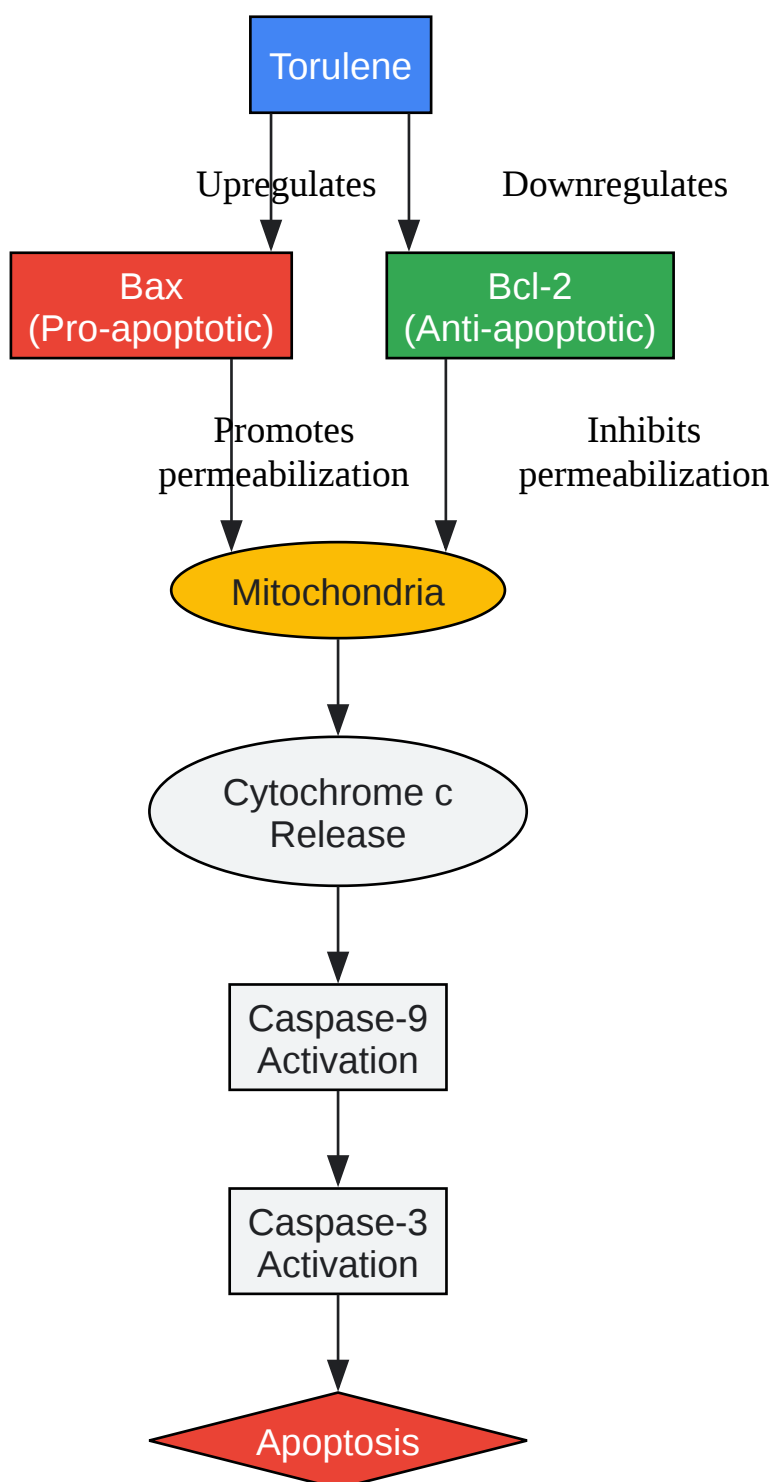 Torulene
Upregulates
Downregulates
Bax
(Pro-apoptotic)
Bcl-2
(Anti-apoptotic)
Promotes
permeabilization
Inhibits
permeabilization
Mitochondria
Cytochrome c
Release
Caspase-9
Activation
Caspase-3
Activation
Apoptosis